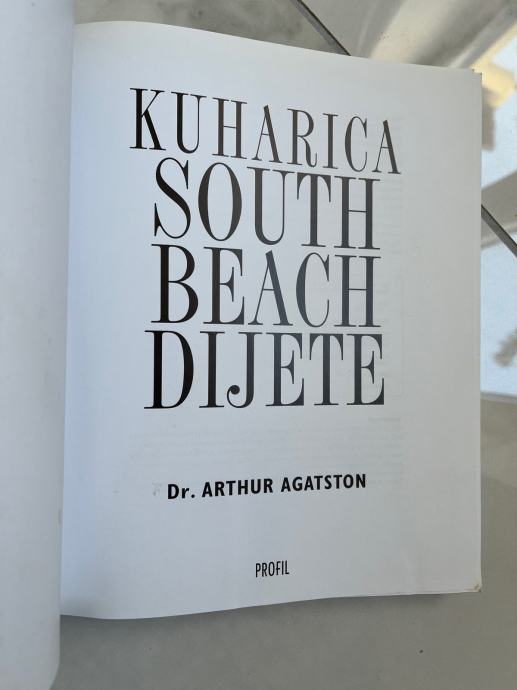 KUHARICA
SOUTH
BEACH
DIJETE
Dr. ARTHUR AGATSTON
PROFIL